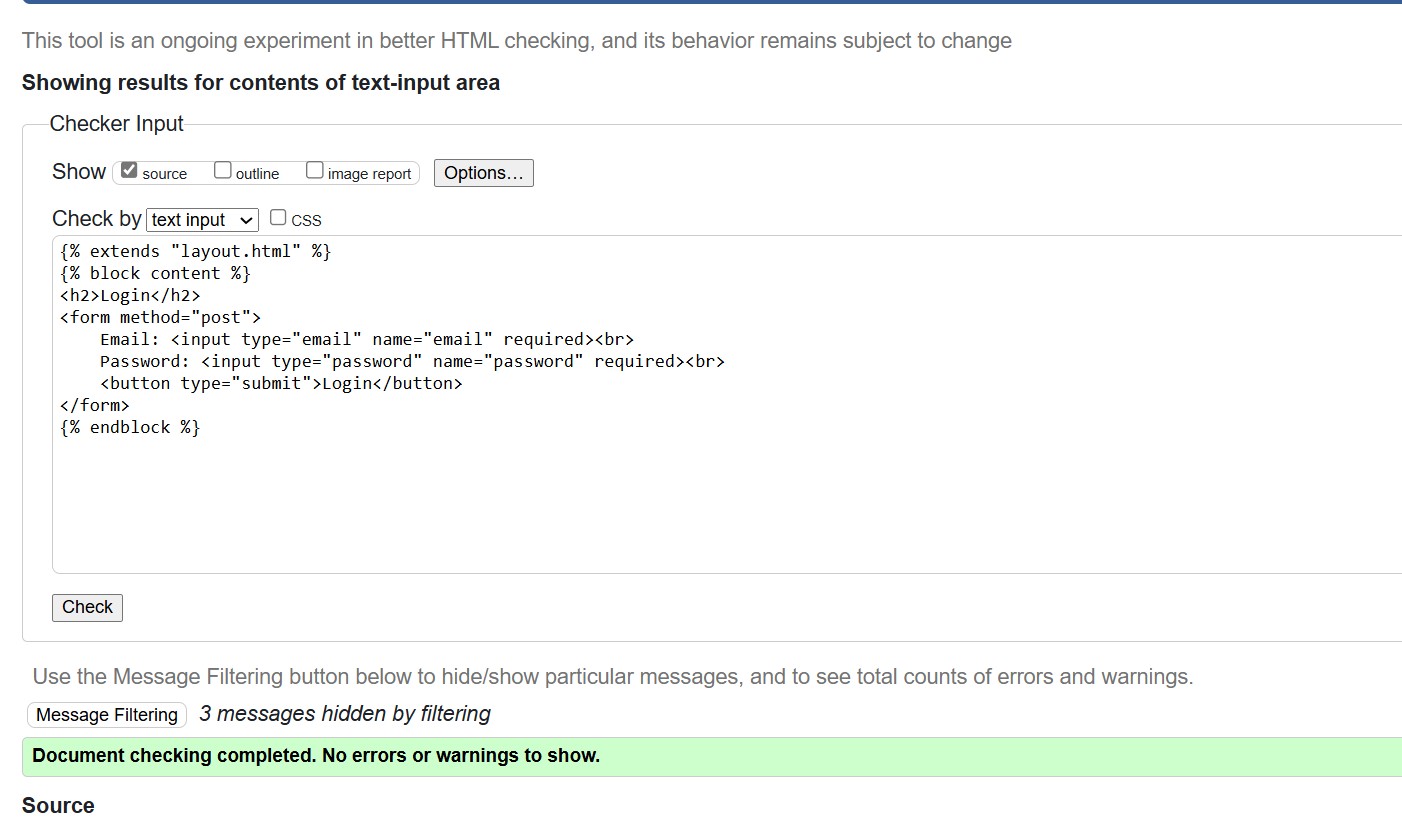 This tool is an ongoing experiment in better HTML checking, and its behavior remains subject to change
Showing results for contents of text-input area
Checker Input
Show source outline image report Options...
Check by text input CSS
{% extends "layout.html" %}
{% block content %}
<h2>Login</h2>
<form method="post">
    Email: <input type="email" name="email" required><br>
    Password: <input type="password" name="password" required><br>
    <button type="submit">Login</button>
</form>
{% endblock %}
Check
Use the Message Filtering button below to hide/show particular messages, and to see total counts of errors and warnings.
Message Filtering 3 messages hidden by filtering
Document checking completed. No errors or warnings to show.
Source